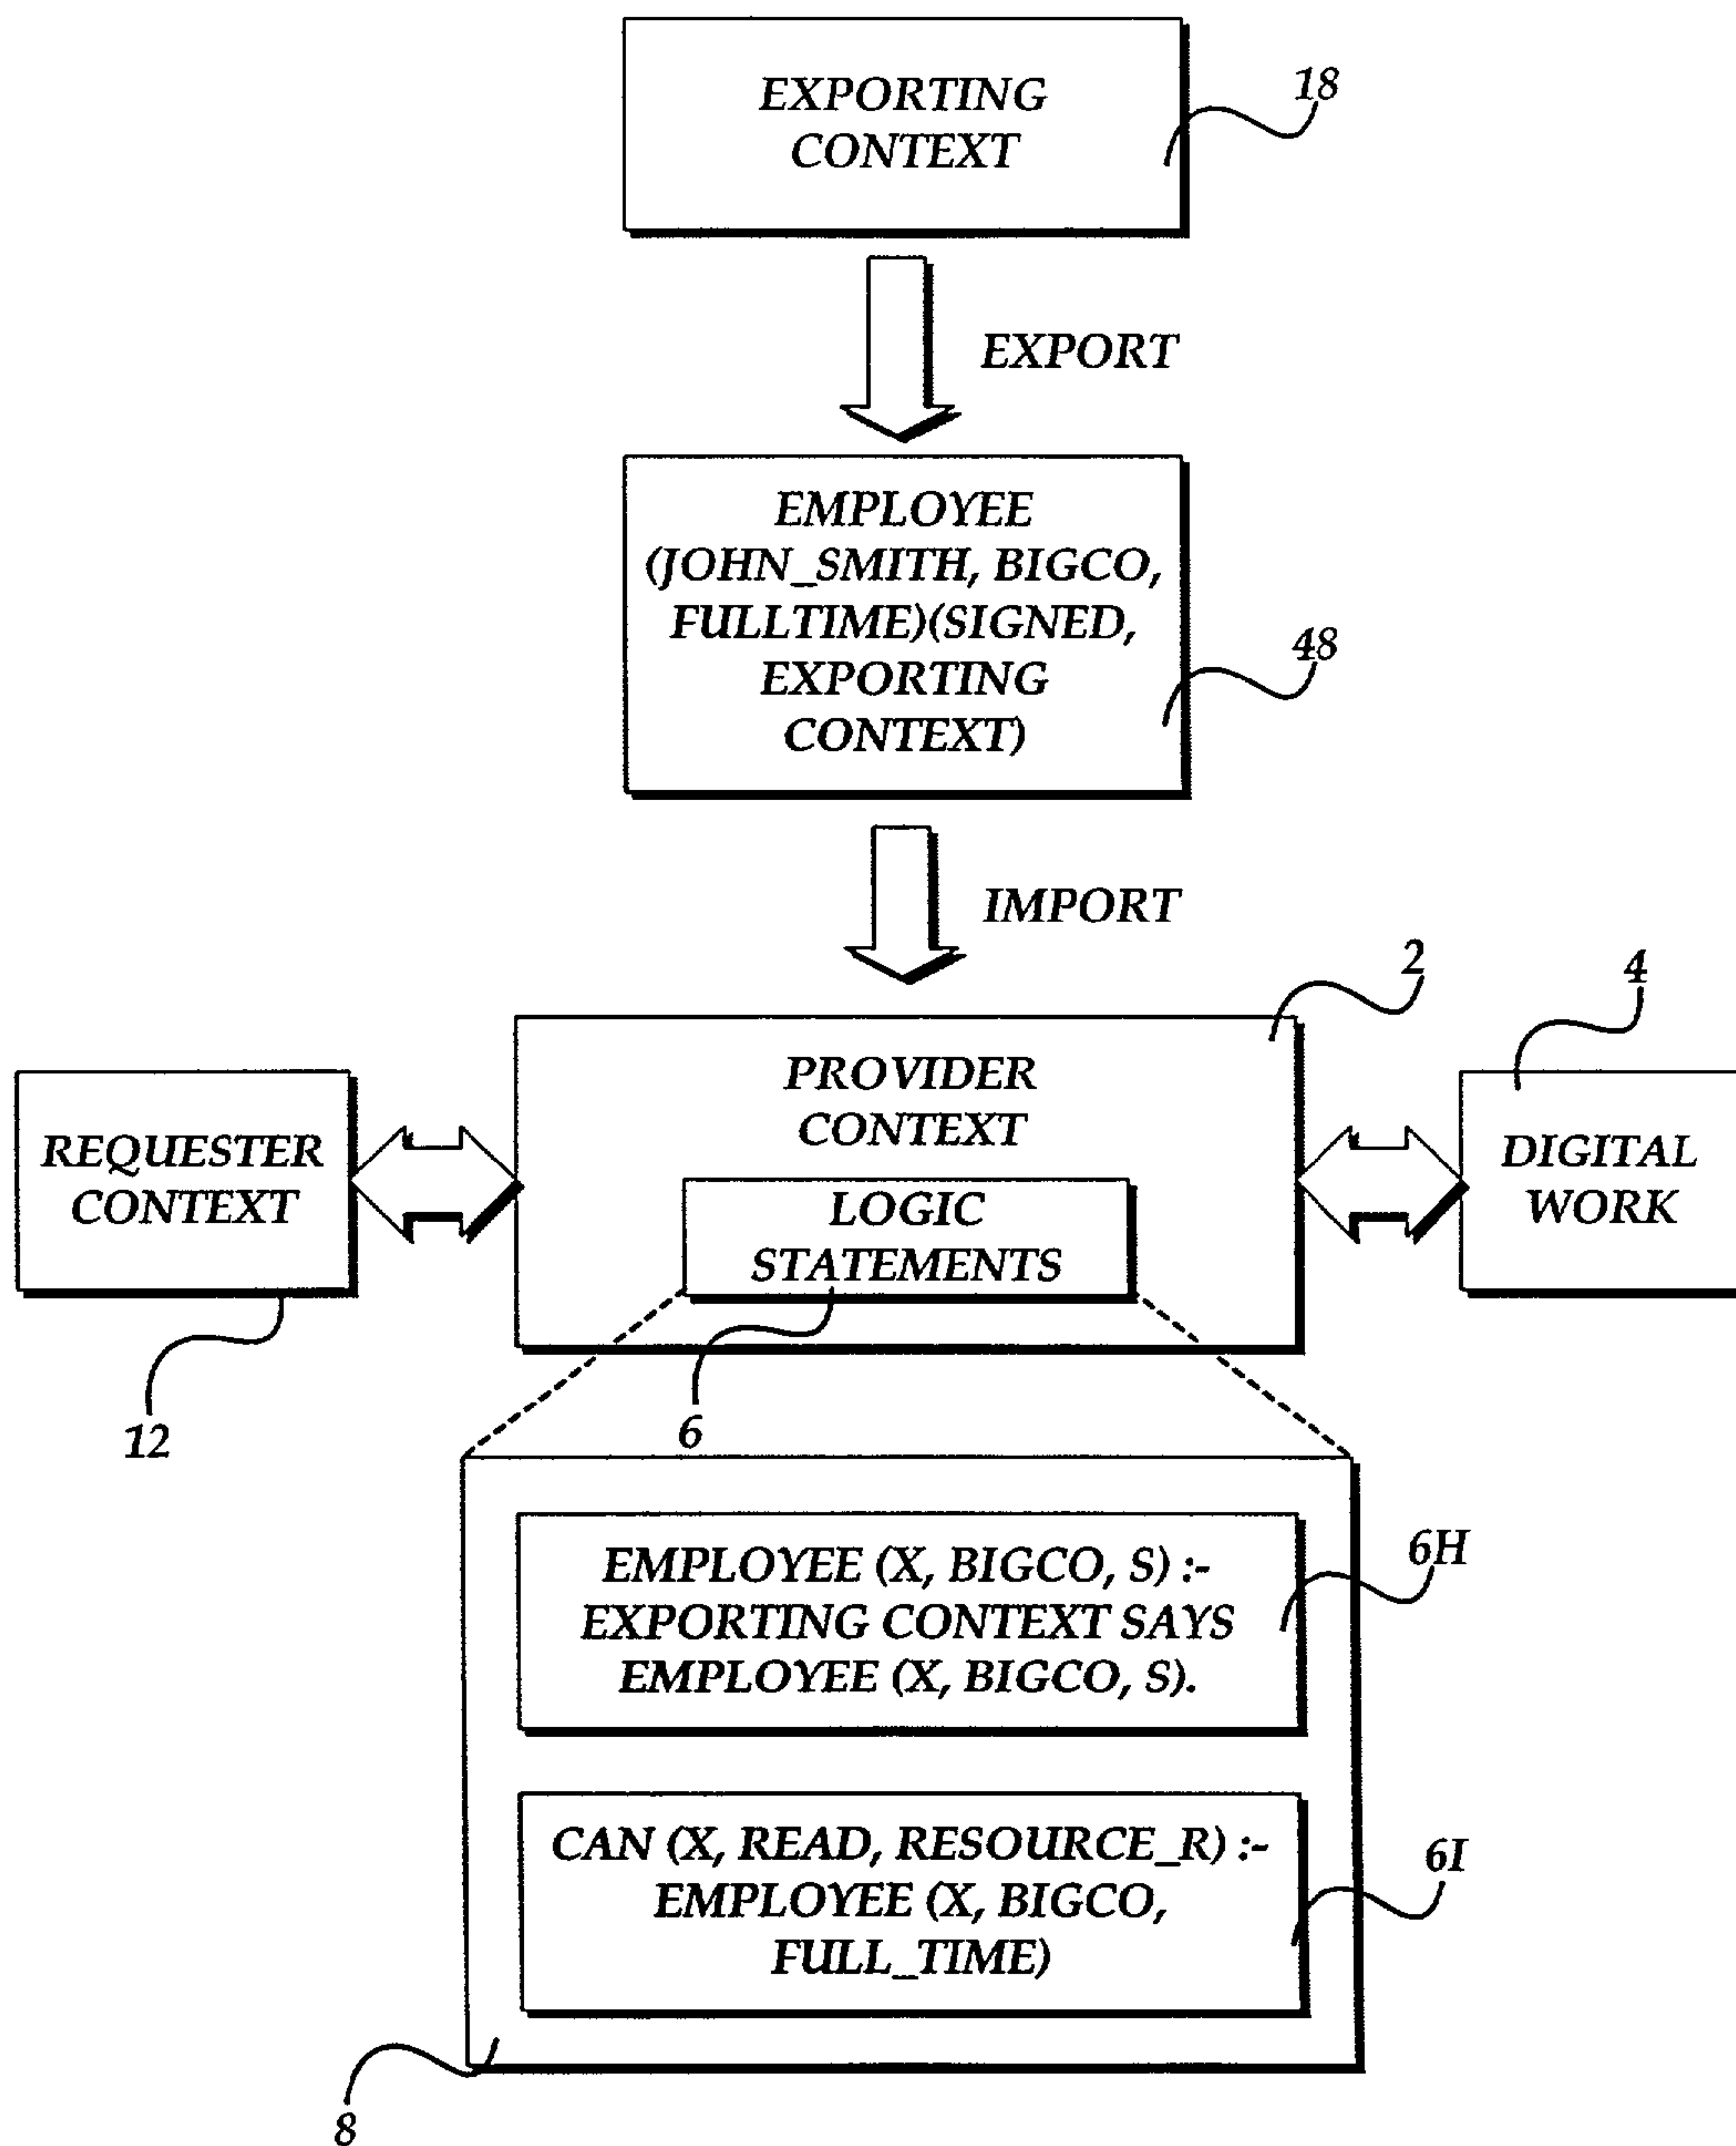 EXPORTING
CONTEXT
18
EXPORT
EMPLOYEE
(JOHN_SMITH, BIGCO,
FULLTIME)(SIGNED,
EXPORTING
CONTEXT)
48
IMPORT
2
4
PROVIDER
CONTEXT
REQUESTER
CONTEXT
DIGITAL
WORK
LOGIC
STATEMENTS
12
6
EMPLOYEE (X, BIGCO, S) :-
EXPORTING CONTEXT SAYS
EMPLOYEE (X, BIGCO, S).
6H
CAN (X, READ, RESOURCE_R) :-
EMPLOYEE (X, BIGCO,
FULL_TIME)
6I
8